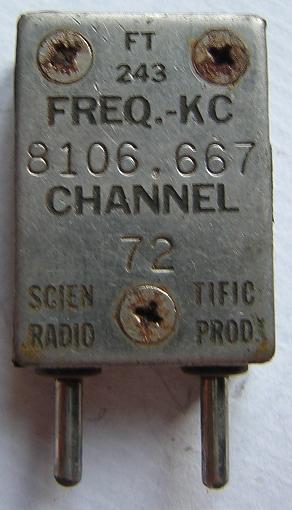 FT
243
FREQ.-KC
8106.667
CHANNEL
72
SCIEN TIFIC
RADIO PROD.